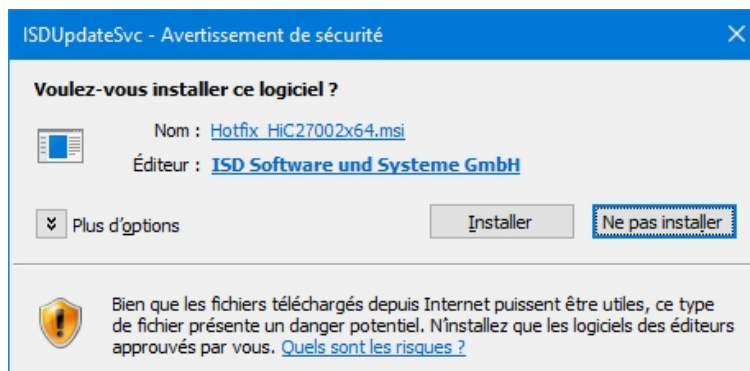 ISDUpdateSvc - Avertissement de sécurité
Voulez-vous installer ce logiciel ?
Nom : Hotfix_HiC27002x64.msi
Éditeur : ISD Software und Systeme GmbH
Plus d'options
Installer
Ne pas installer
Bien que les fichiers téléchargés depuis Internet puissent être utiles, ce type
de fichier présente un danger potentiel. N'installez que les logiciels des éditeurs
approuvés par vous. Quels sont les risques ?